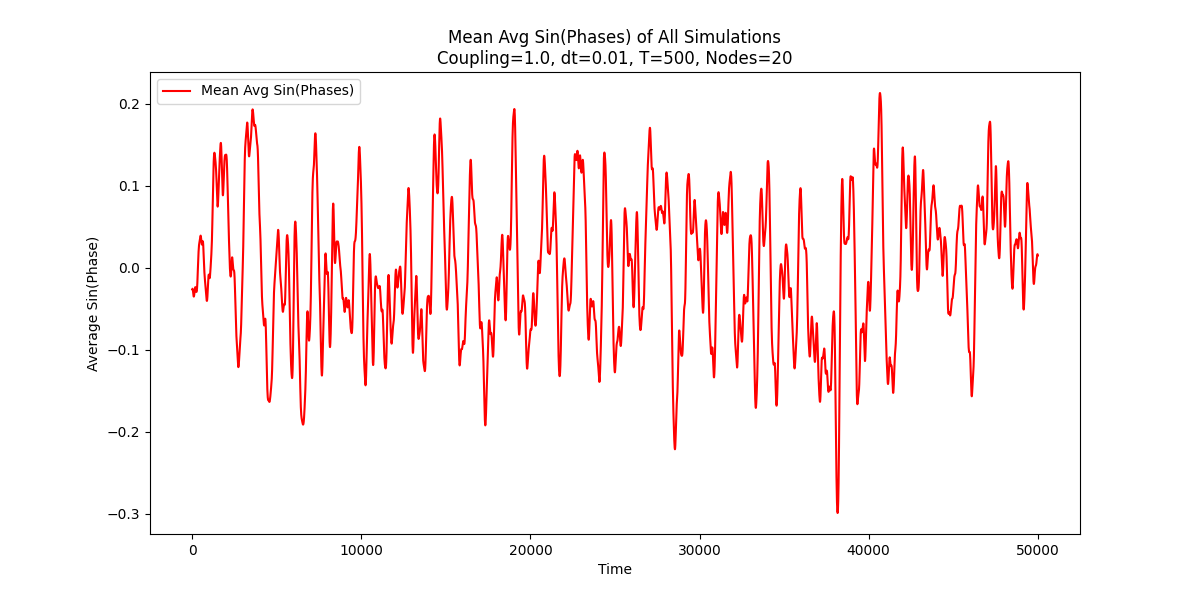 Mean Avg Sin(Phases) of All Simulations
Coupling=1.0, dt=0.01, T=500, Nodes=20
Mean Avg Sin(Phases)
Average Sin(Phase)
0.2
0.1
0.0
−0.1
−0.2
−0.3
0
10000
20000
30000
40000
50000
Time